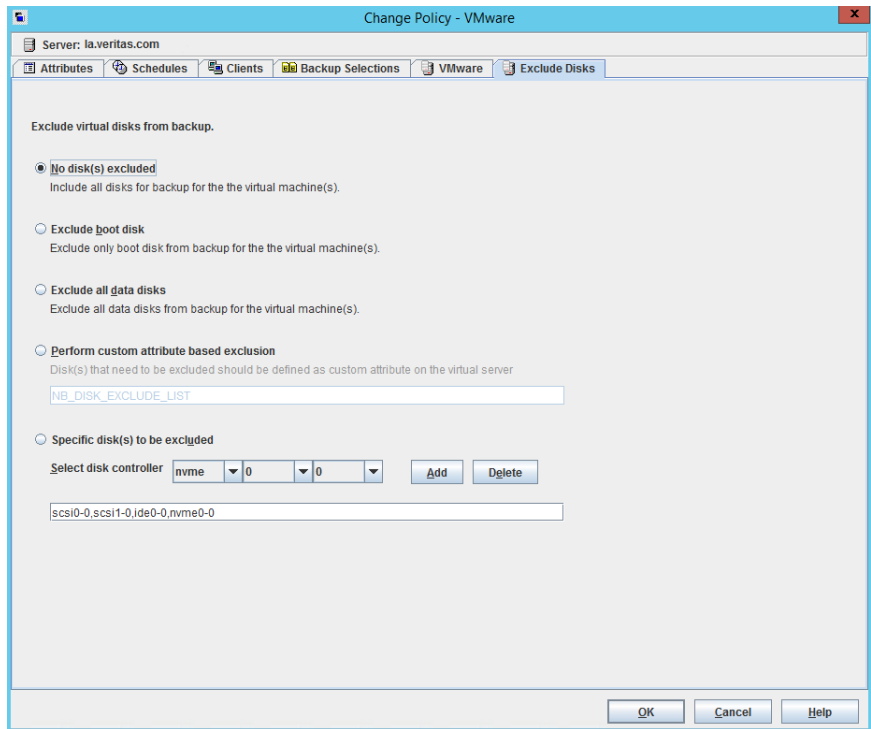 Change Policy - VMware
x
Server: la.veritas.com
Attributes Schedules Clients Backup Selections VMware Exclude Disks
Exclude virtual disks from backup.
No disk(s) excluded
Include all disks for backup for the the virtual machine(s).
Exclude boot disk
Exclude only boot disk from backup for the the virtual machine(s).
Exclude all data disks
Exclude all data disks from backup for the virtual machine(s).
Perform custom attribute based exclusion
Disk(s) that need to be excluded should be defined as custom attribute on the virtual server
NB_DISK_EXCLUDE_LIST
Specific disk(s) to be excluded
Select disk controller nvme 0 0 Add Delete
scsi0-0,scsi1-0,ide0-0,nvme0-0
OK Cancel Help